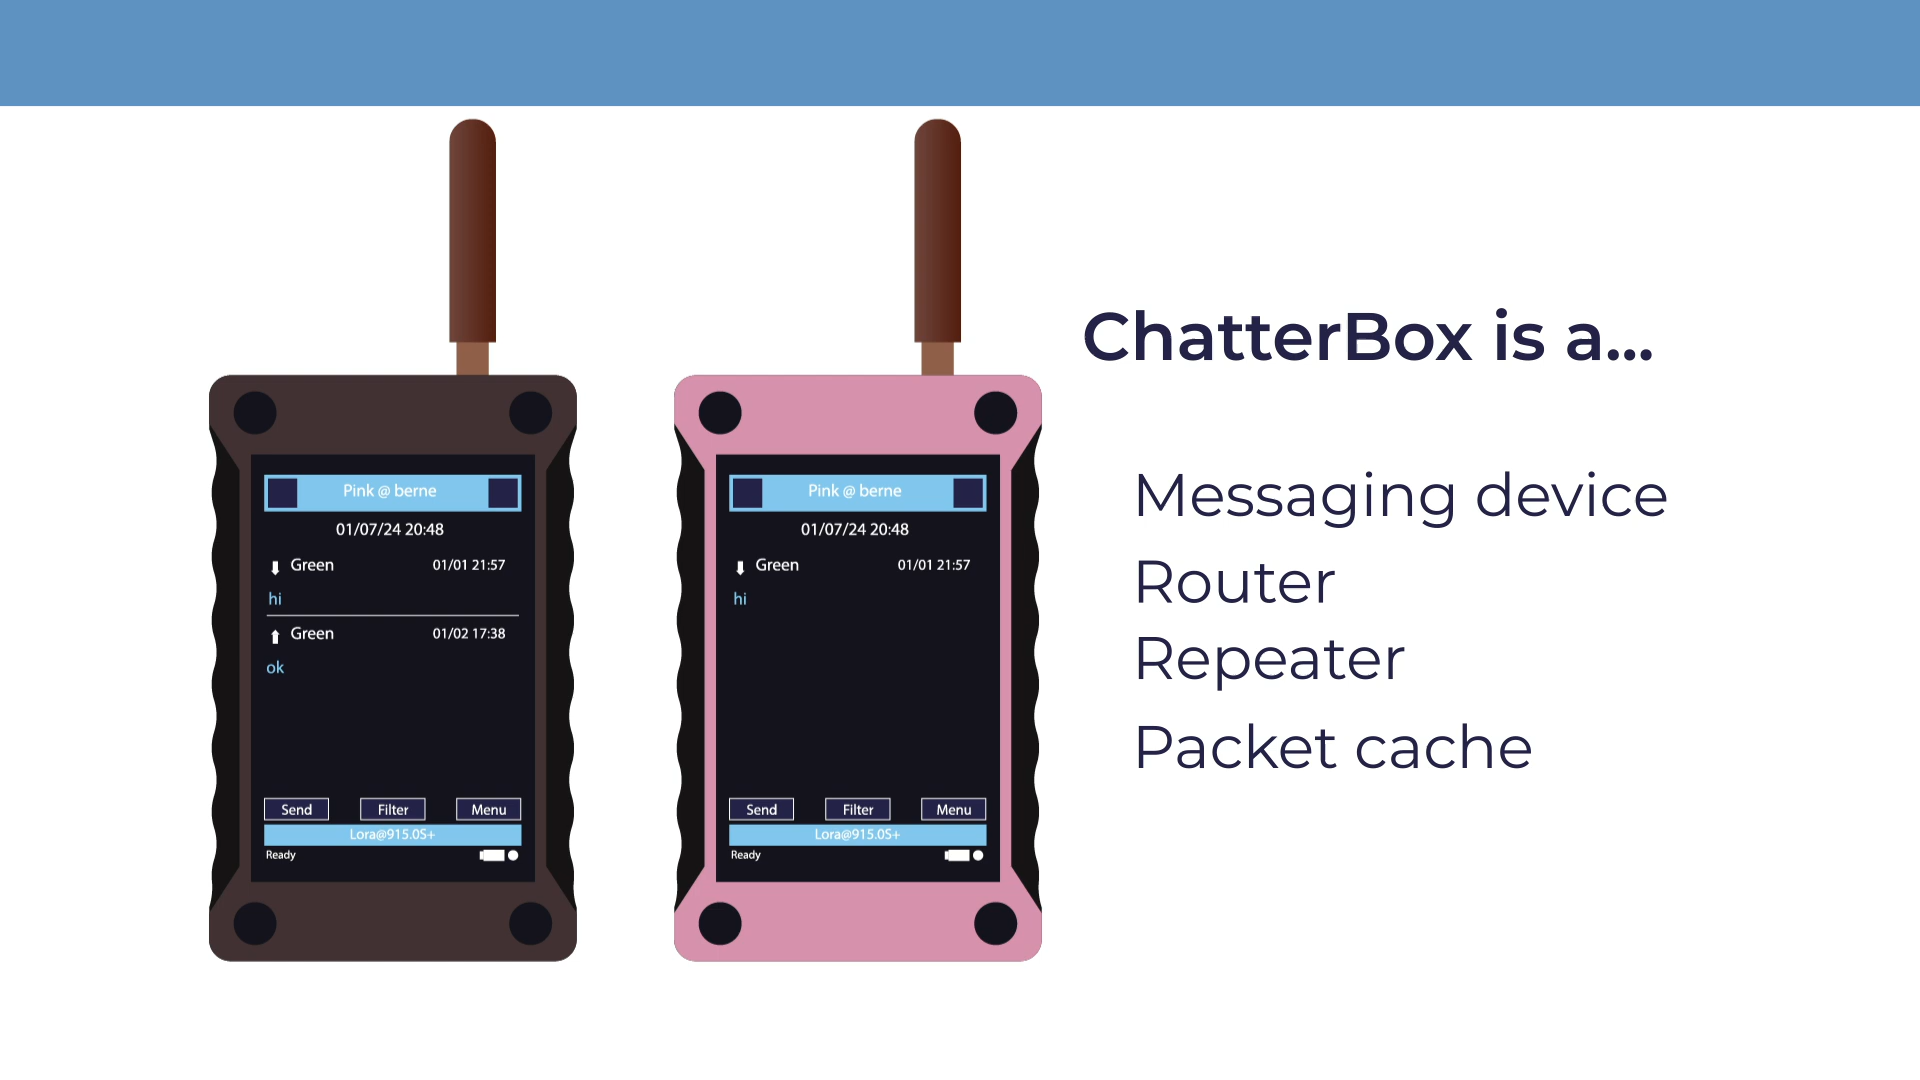 Pink @ berne
01/07/24 20:48
Green 01/01 21:57
hi
Green 01/02 17:38
ok
Send Filter Menu
Lora@915.0S+
Ready
Pink @ berne
01/07/24 20:48
Green 01/01 21:57
hi
Send Filter Menu
Lora@915.0S+
Ready
ChatterBox is a...
Messaging device
Router
Repeater
Packet cache